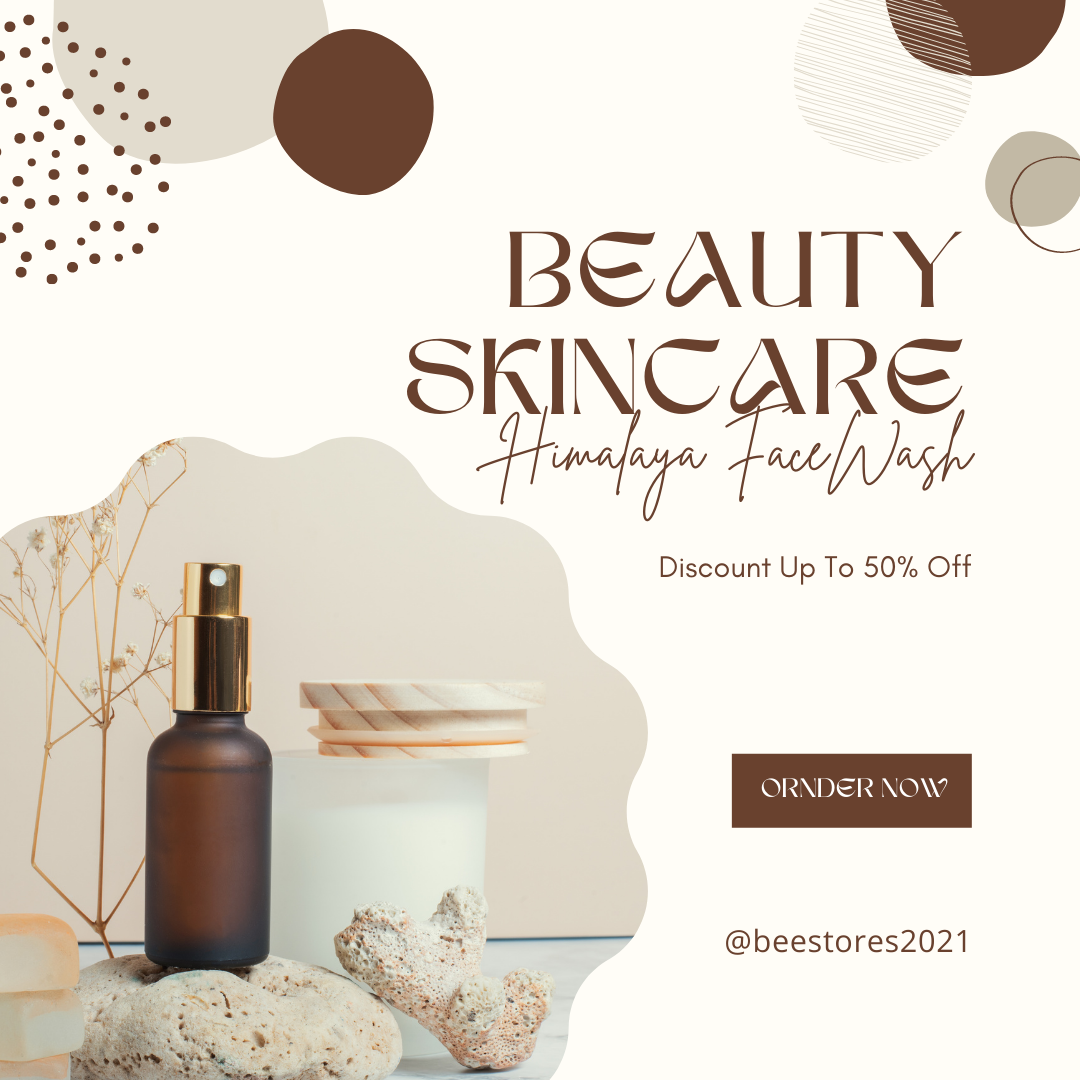 BEAUTY
SKINCARE
Himalaya FaceWash
Discount Up To 50% Off
ORNDER NOW
@beestores2021